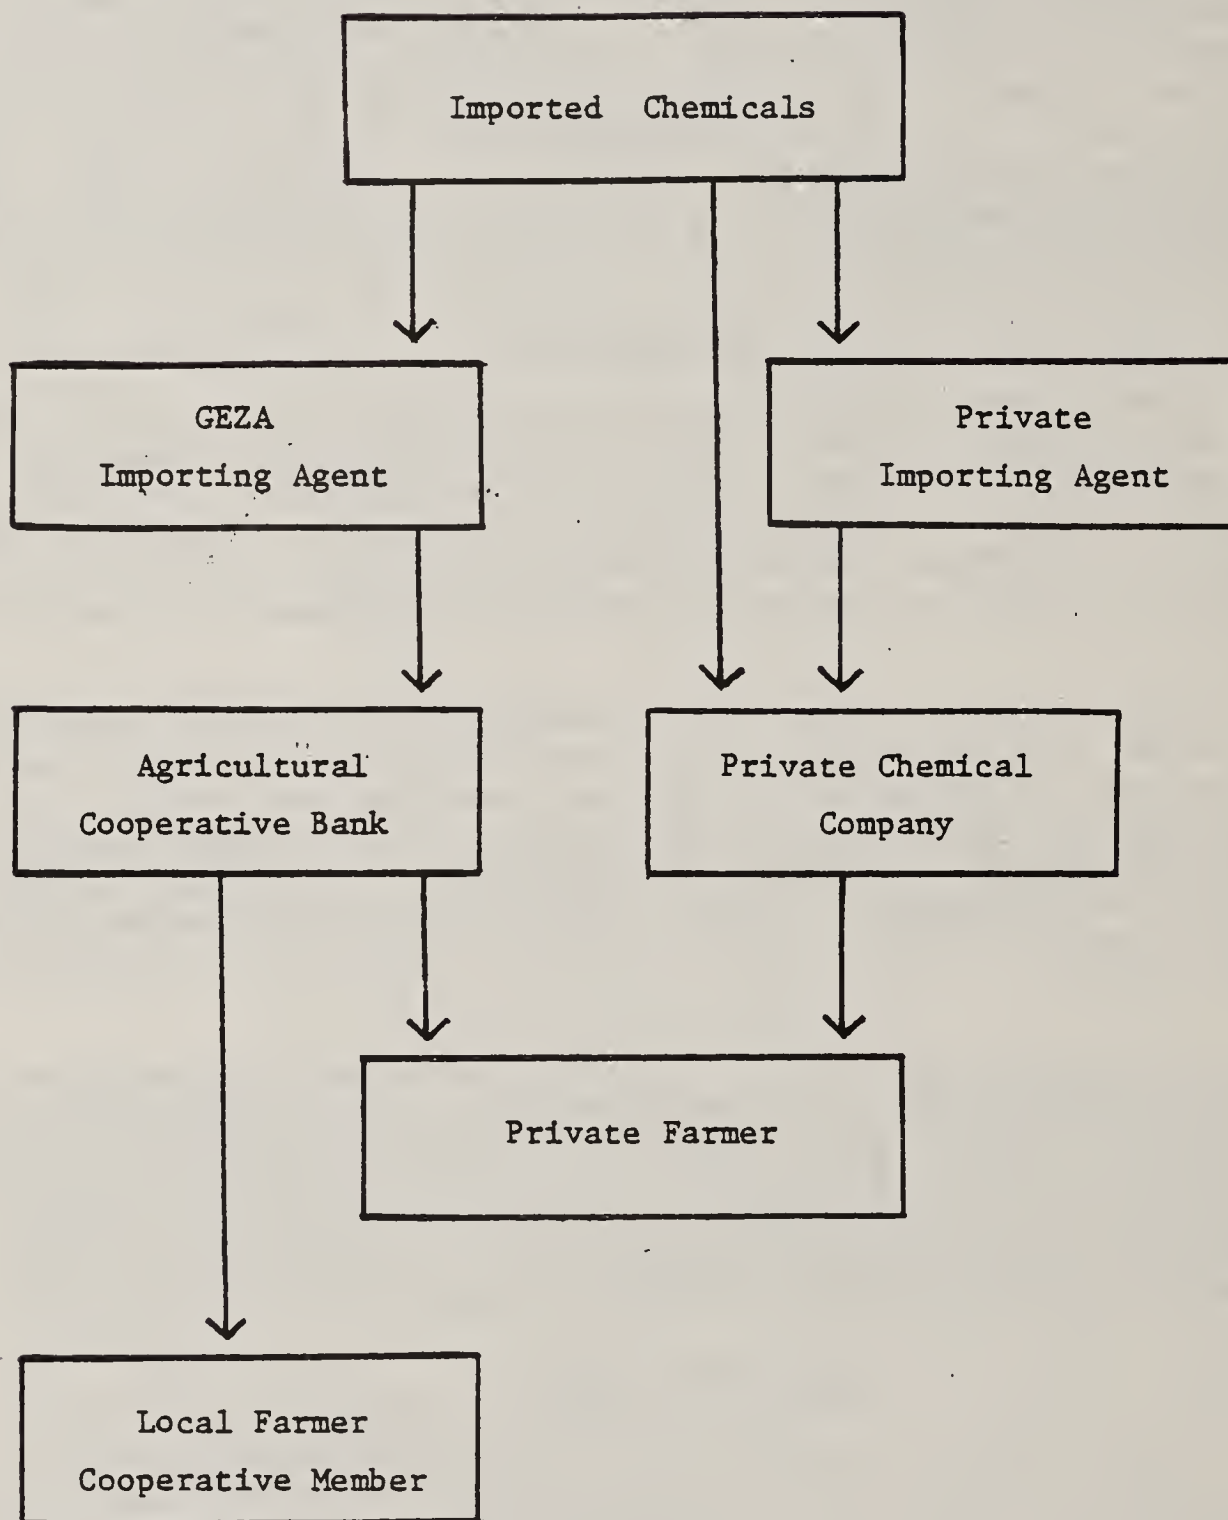 Imported Chemicals
GEZA
Importing Agent
Private
Importing Agent
Agricultural
Cooperative Bank
Private Chemical
Company
Private Farmer
Local Farmer
Cooperative Member